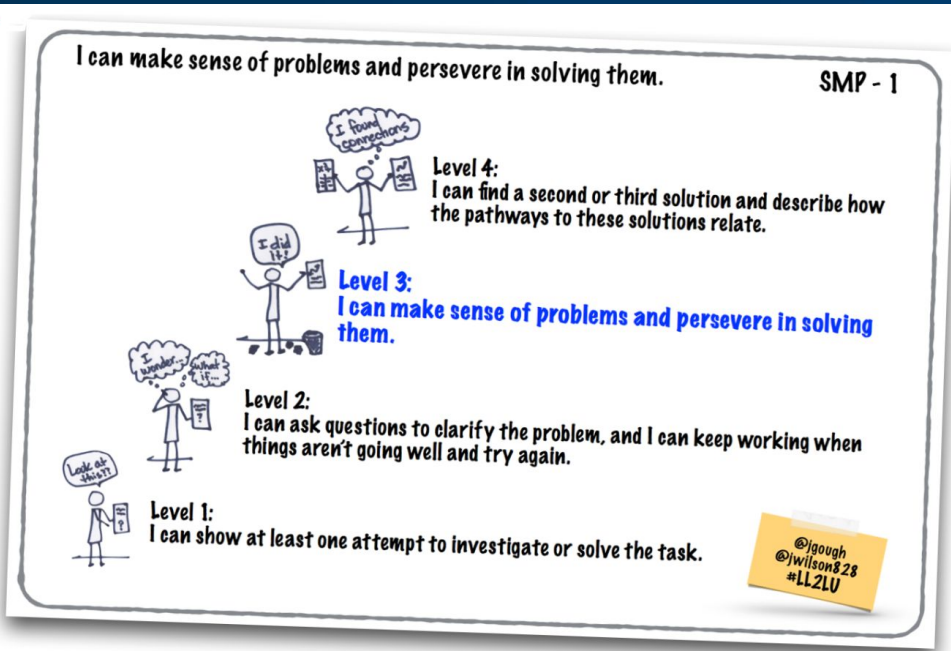 I can make sense of problems and persevere in solving them.
SMP - 1
I found
connections
Level 4:
I can find a second or third solution and describe how
the pathways to these solutions relate.
I did
it!
Level 3:
I can make sense of problems and persevere in solving
them.
I
wonder...
what
if...
Level 2:
I can ask questions to clarify the problem, and I can keep working when
things aren't going well and try again.
Look at
this??
Level 1:
I can show at least one attempt to investigate or solve the task.
@jgough
@jwilson828
#LL2LU